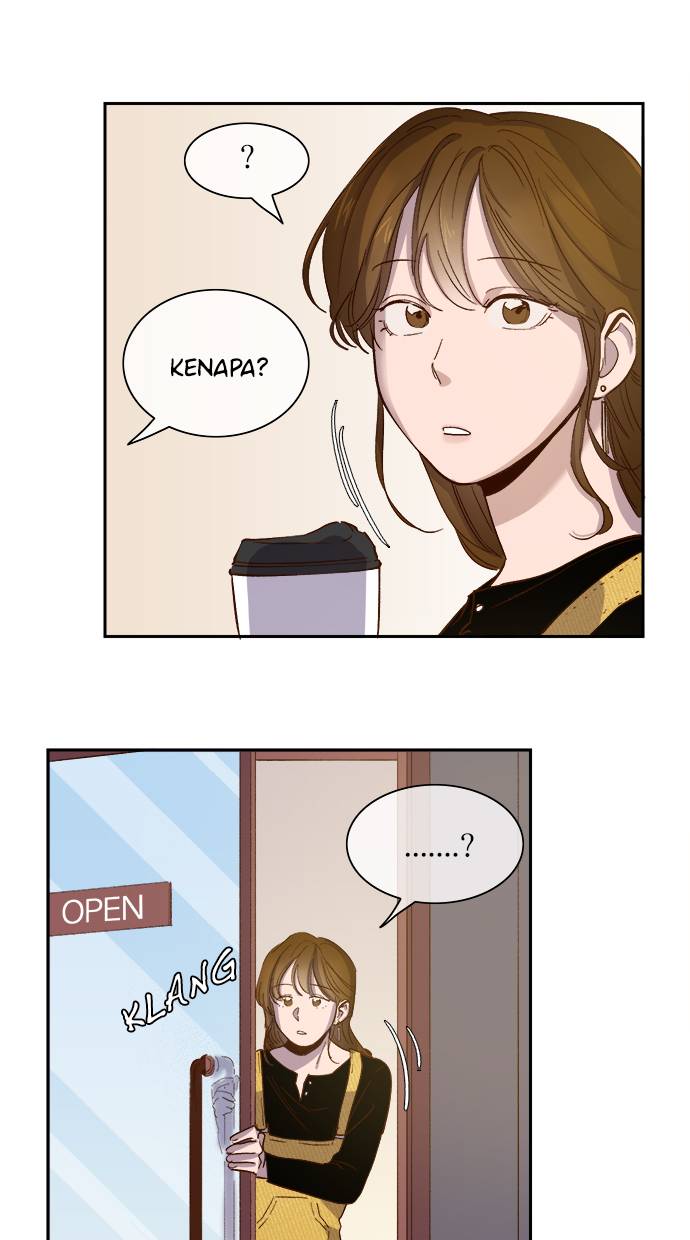 ?
KENAPA?
.......?
OPEN
KLANG